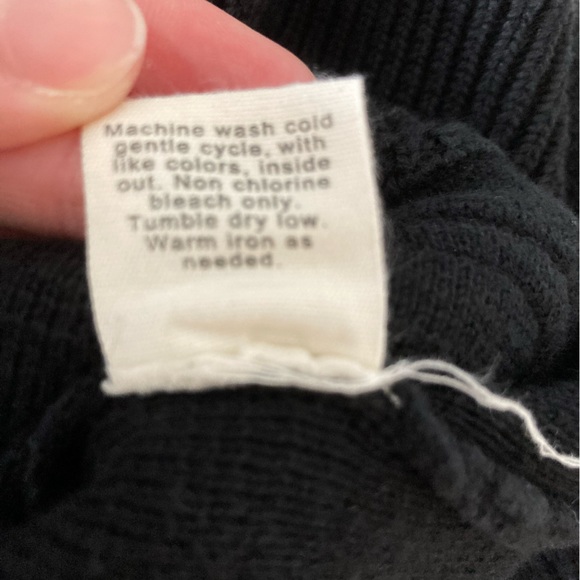 Machine wash cold
gentle cycle, with
like colors, inside
out. Non chlorine
bleach only.
Tumble dry low.
Warm iron as
needed.